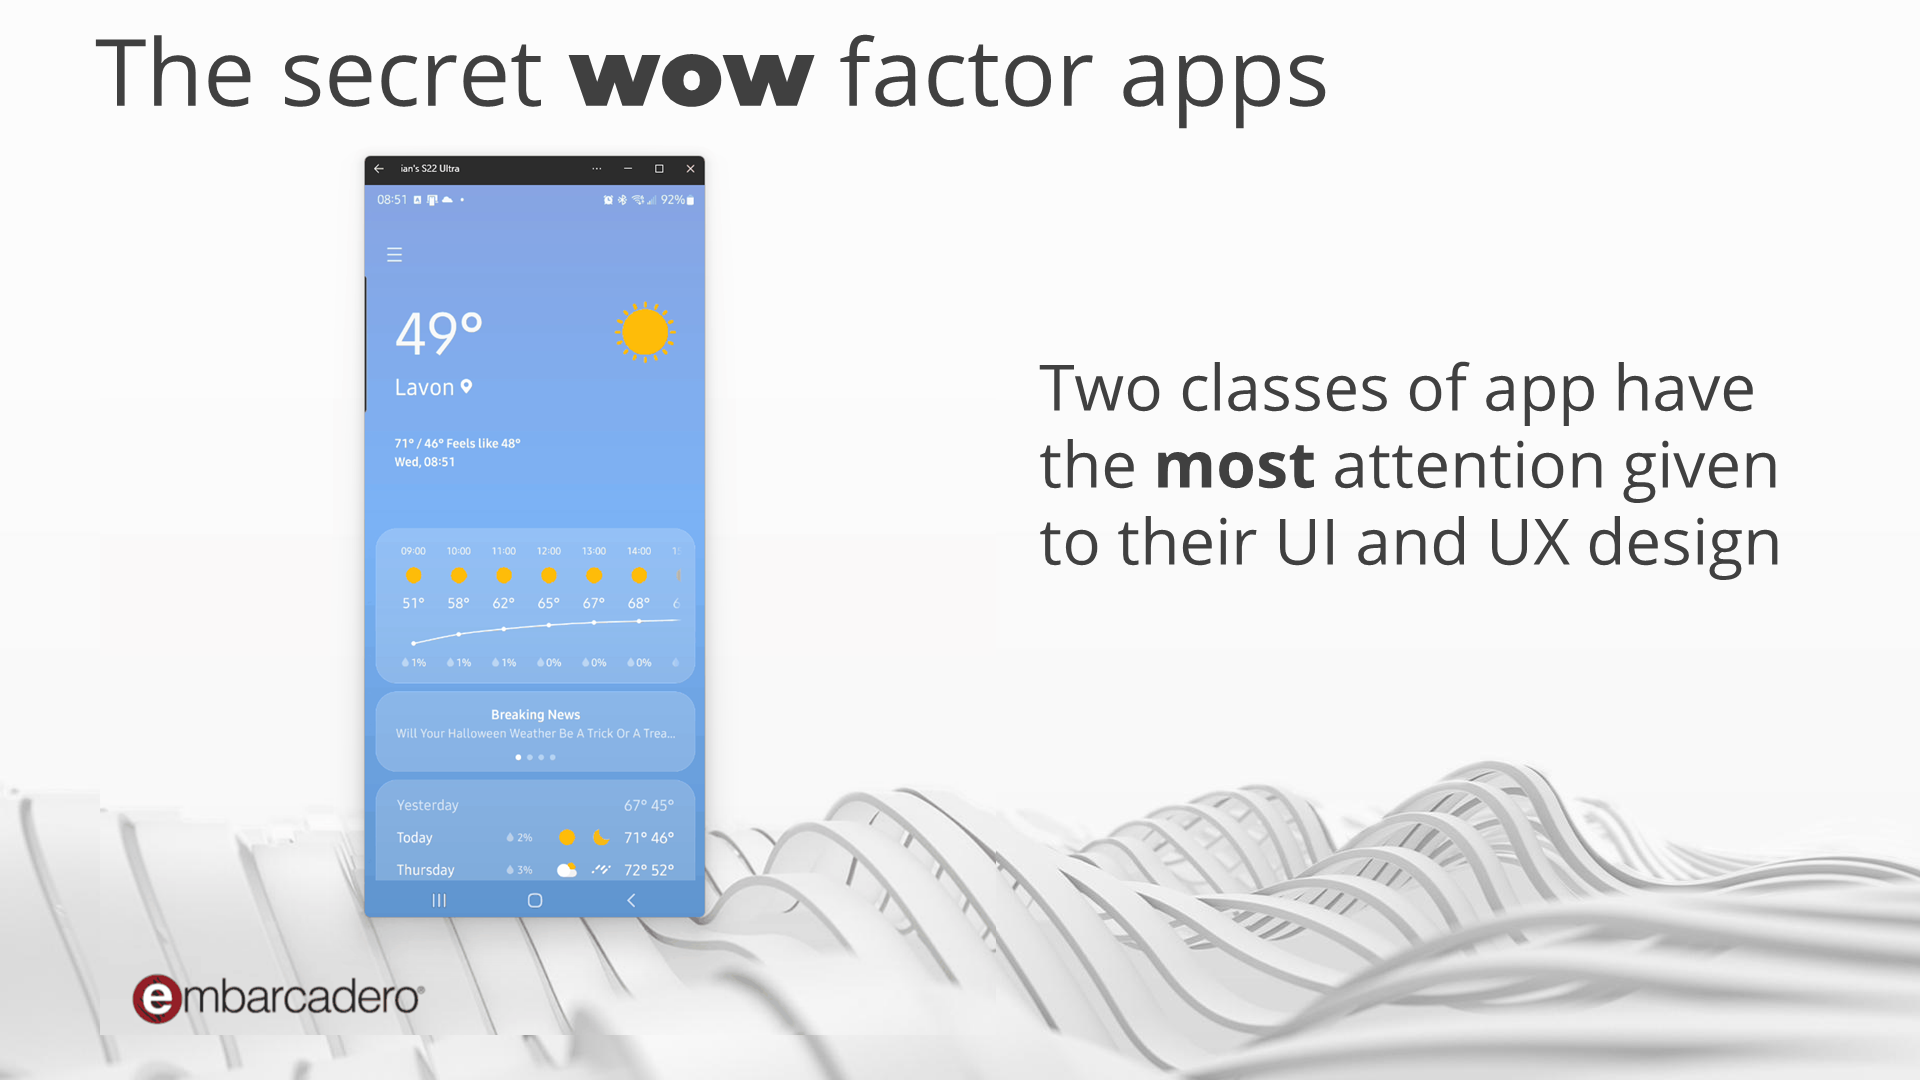 The secret wow factor apps
ian's S22 Ultra
08:51
92%
49°
Lavon
71° / 46° Feels like 48°
Wed, 08:51
09:00 10:00 11:00 12:00 13:00 14:00
51° 58° 62° 65° 67° 68° 6
1% 1% 1% 0% 0% 0%
Breaking News
Will Your Halloween Weather Be A Trick Or A Trea...
Yesterday 67° 45°
Today 2% 71° 46°
Thursday 3% 72° 52°
Two classes of app have
the most attention given
to their UI and UX design
embarcadero®